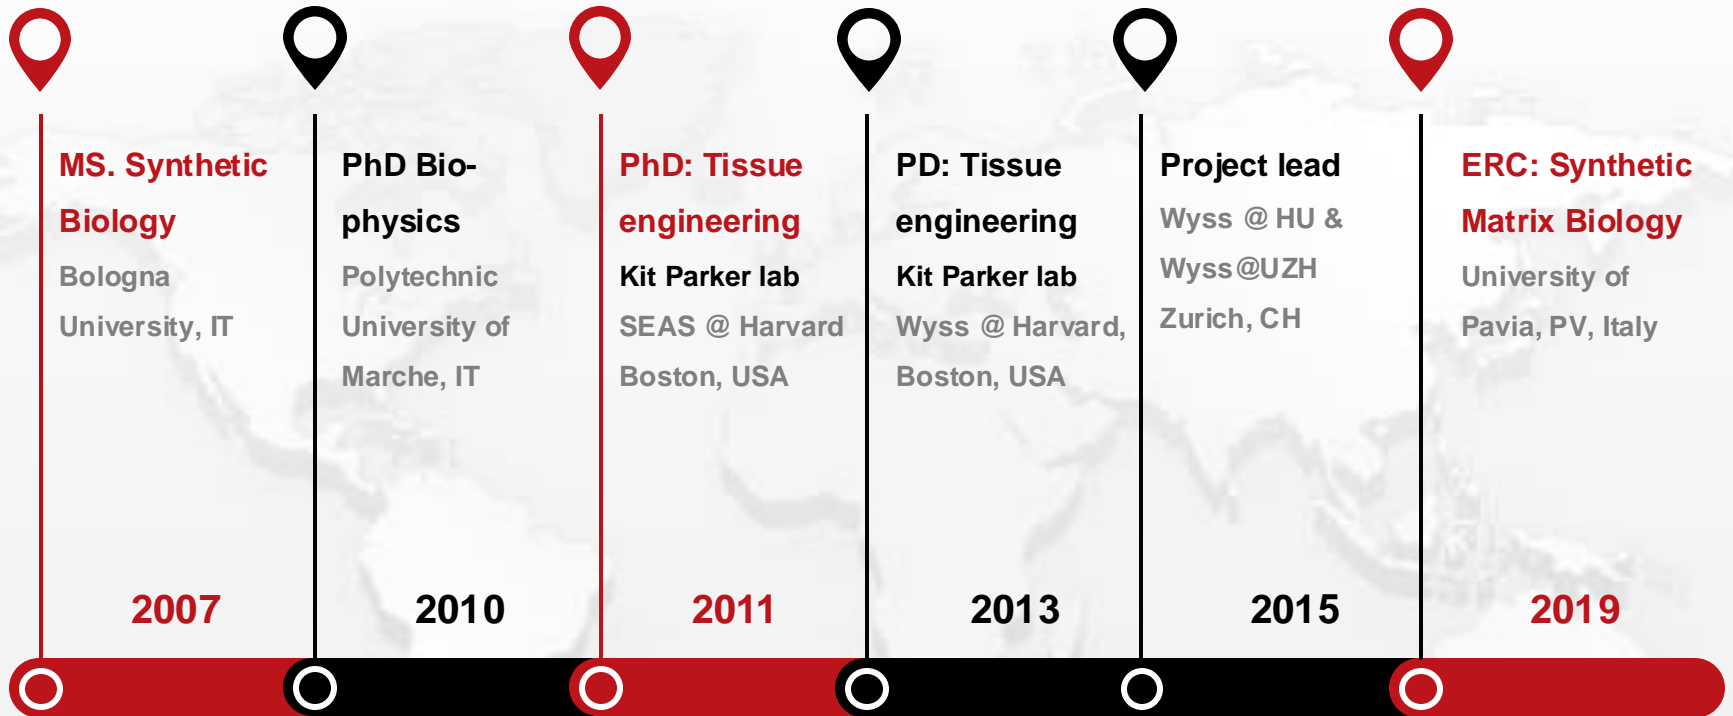 MS. Synthetic
Biology
Bologna
University, IT
2007
PhD Bio-
physics
Polytechnic
University of
Marche, IT
2010
PhD: Tissue
engineering
Kit Parker lab
SEAS @ Harvard
Boston, USA
2011
PD: Tissue
engineering
Kit Parker lab
Wyss @ Harvard,
Boston, USA
2013
Project lead
Wyss @ HU &
Wyss@UZH
Zurich, CH
2015
ERC: Synthetic
Matrix Biology
University of
Pavia, PV, Italy
2019